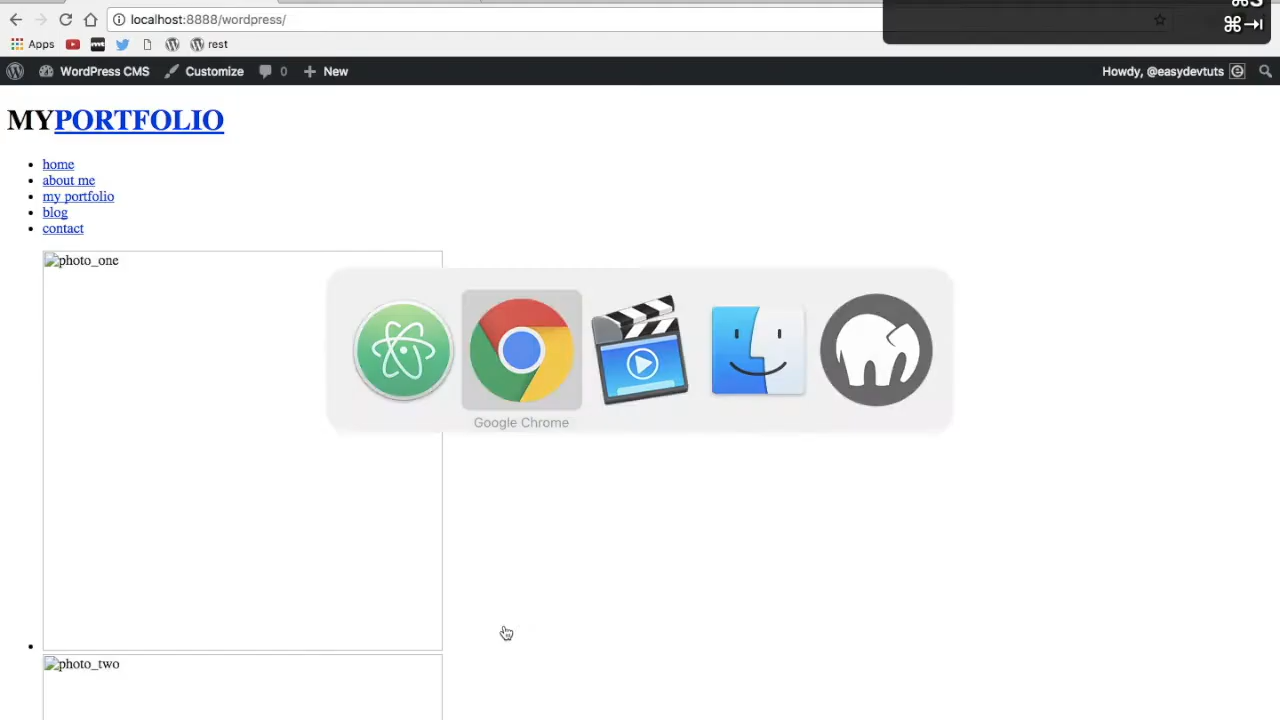 ⌘S
localhost:8888/wordpress/
⌘⇥
Apps
rest
WordPress CMS
Customize
0
New
Howdy, @easydevtuts
MYPORTFOLIO
home
about me
my portfolio
blog
contact
photo_one
Google Chrome
photo_two